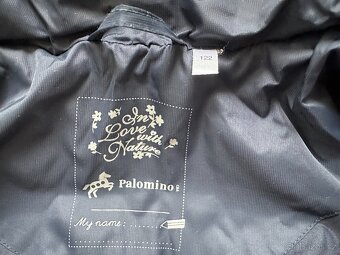 122
In
Love
with
Nature
Palomino
My name: